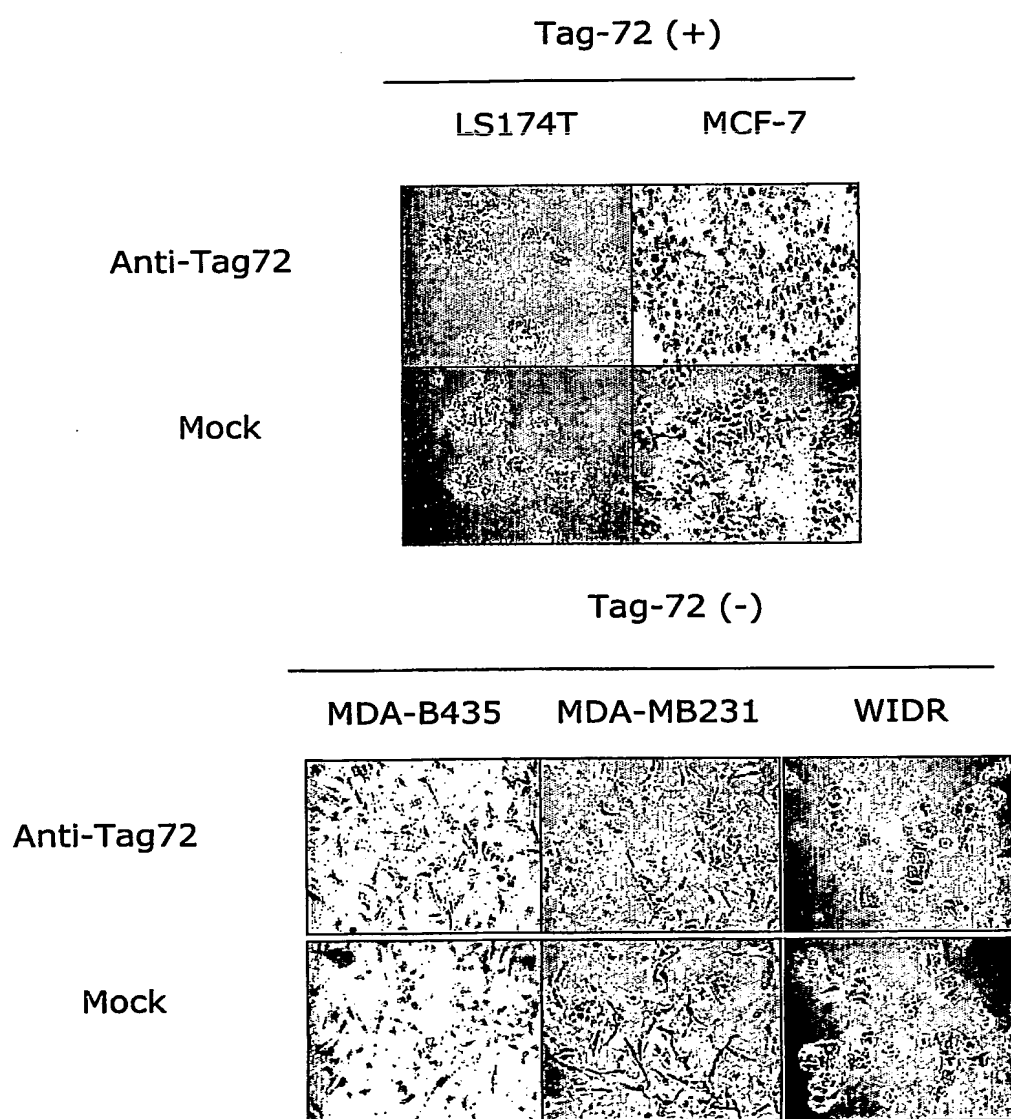 Tag-72 (+)
LS174T MCF-7
Anti-Tag72
Mock
Tag-72 (-)
MDA-B435 MDA-MB231 WIDR
Anti-Tag72
Mock